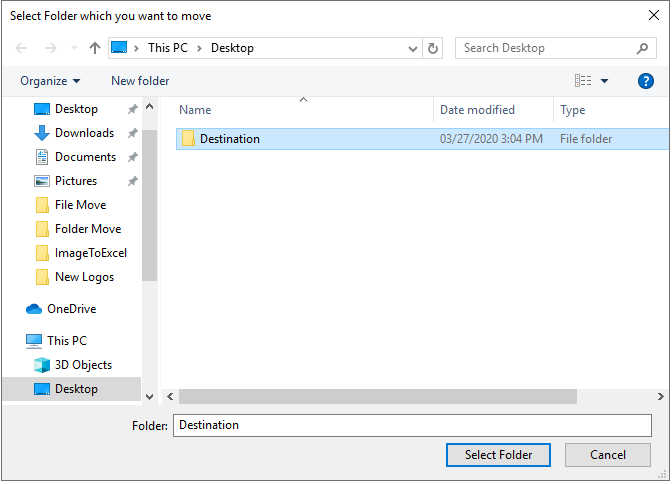 Select Folder which you want to move
This PC Desktop Search Desktop
Organize New folder
Name Date modified Type
Destination 03/27/2020 3:04 PM File folder
Desktop
Downloads
Documents
Pictures
File Move
Folder Move
ImageToExcel
New Logos
OneDrive
This PC
3D Objects
Desktop
Folder: Destination
Select Folder Cancel